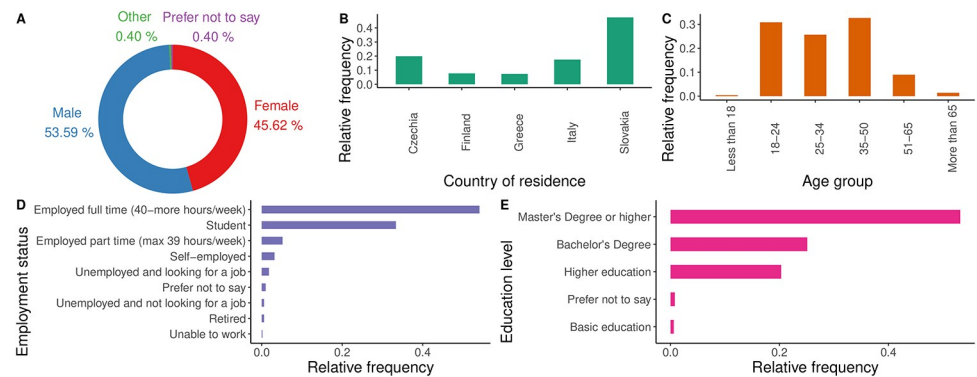 A
Other
0.40 %
Prefer not to say
0.40 %
Male
53.59 %
Female
45.62 %
B
Relative frequency
0.4
0.3
0.2
0.1
0.0
Czechia
Finland
Greece
Italy
Slovakia
Country of residence
C
Relative frequency
0.3
0.2
0.1
0.0
Less than 18
18−24
25−34
35−50
51−65
More than 65
Age group
D
Employment status
Employed full time (40−more hours/week)
Student
Employed part time (max 39 hours/week)
Self−employed
Unemployed and looking for a job
Prefer not to say
Unemployed and not looking for a job
Retired
Unable to work
0.0
0.2
0.4
Relative frequency
E
Education level
Master's Degree or higher
Bachelor's Degree
Higher education
Prefer not to say
Basic education
0.0
0.2
0.4
Relative frequency